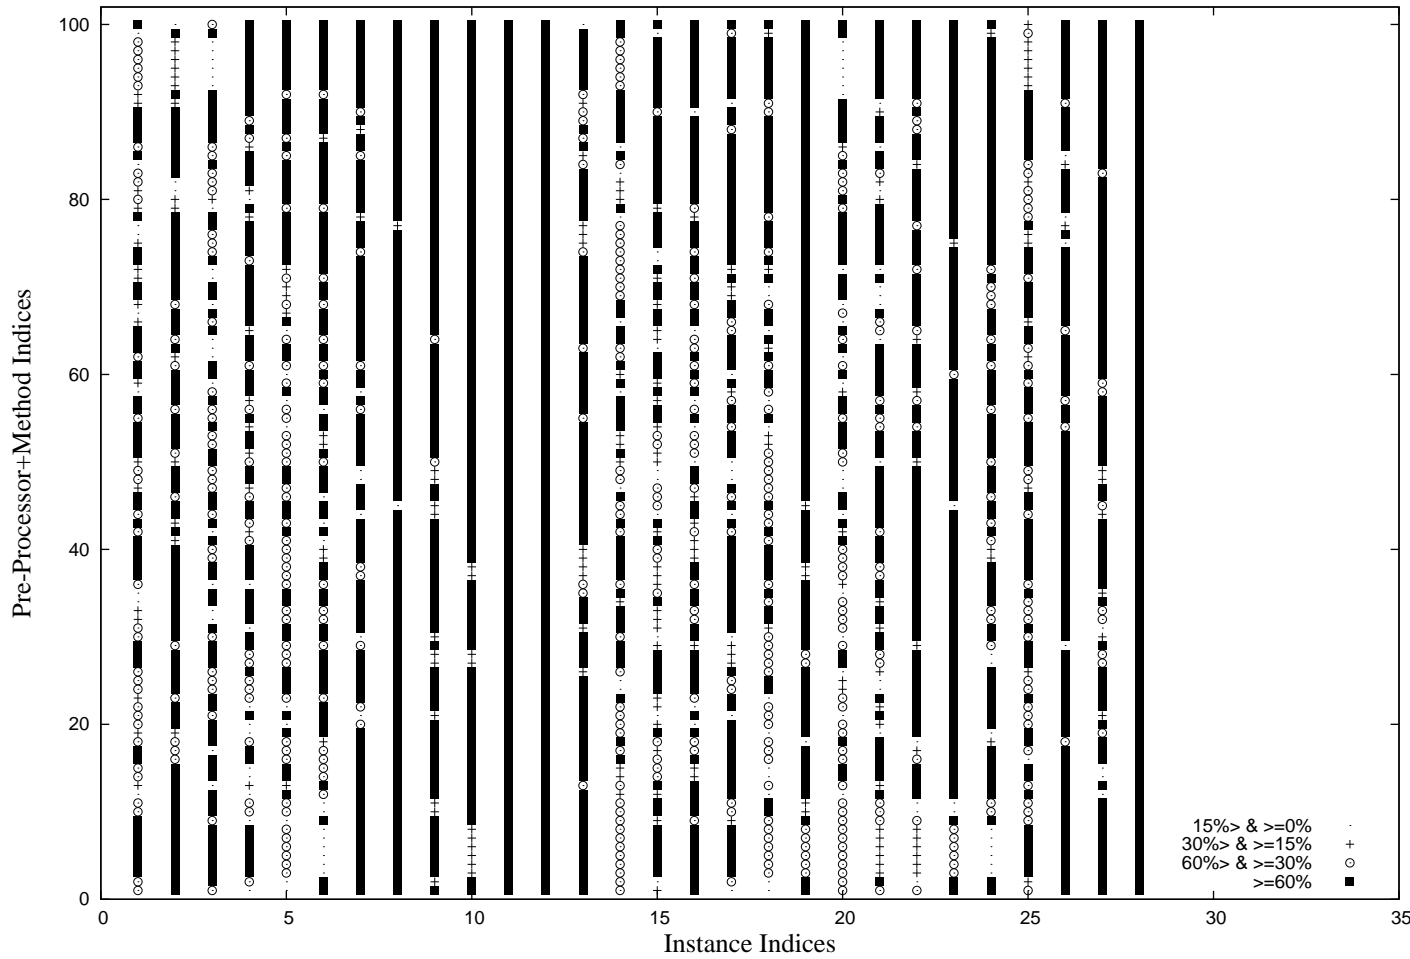 100
80
60
40
20
0
Pre-Processor+Method Indices
15%> & >=0%
30%> & >=15%
60%> & >=30%
>=60%
0 5 10 15 20 25 30 35
Instance Indices